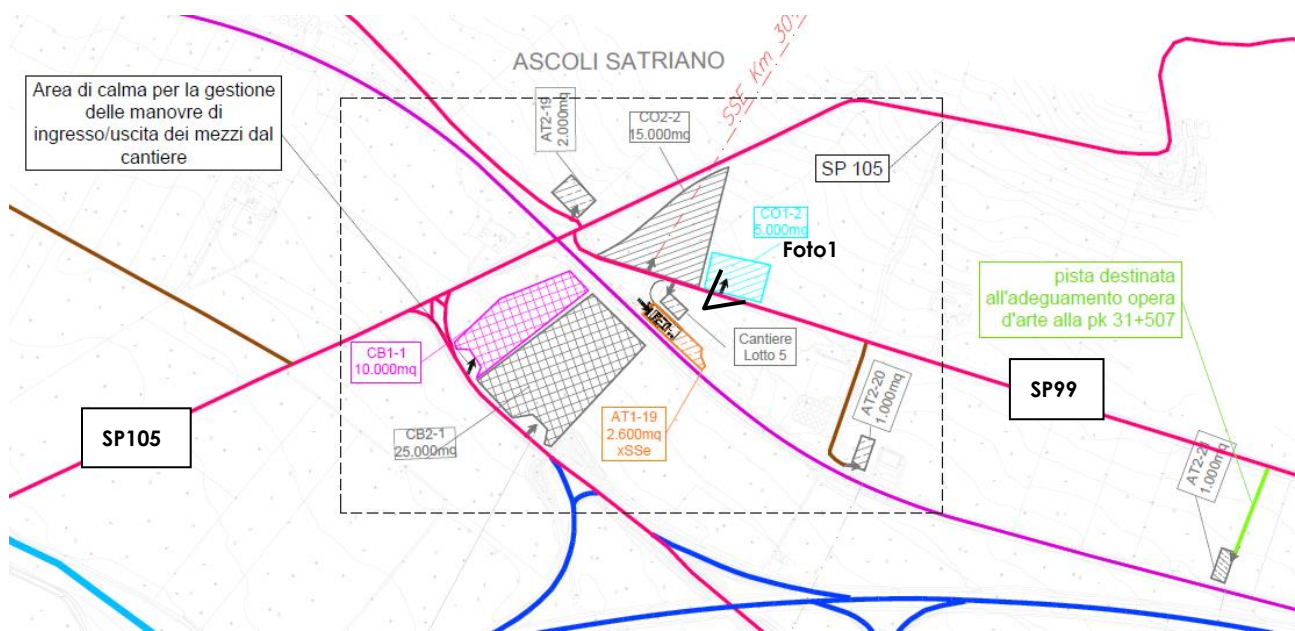 ASCOLI SATRIANO
SSE Km 30
Area di calma per la gestione
delle manovre di
ingresso/uscita dei mezzi dal
cantiere
AT2-19
2.000mq
CO2-2
15.000mq
SP 105
CO1-2
5.000mq
Foto1
pista destinata
all'adeguamento opera
d'arte alla pk 31+507
CB1-1
10.000mq
Cantiere
Lotto 5
SP99
AT2-20
1.000mq
SP105
CB2-1
25.000mq
AT1-19
2.600mq
xSSe
AT2-21
1.000mq